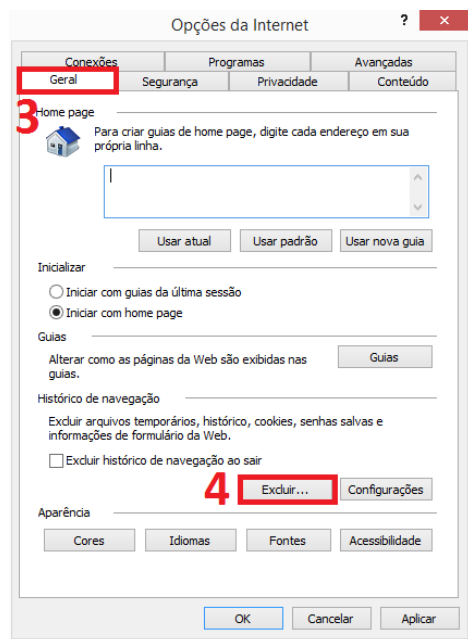 Opções da Internet
?
×
Conexões
Programas
Avançadas
Geral
Segurança
Privacidade
Conteúdo
3
Home page
Para criar guias de home page, digite cada endereço em sua
própria linha.
Usar atual
Usar padrão
Usar nova guia
Inicializar
Iniciar com guias da última sessão
Iniciar com home page
Guias
Alterar como as páginas da Web são exibidas nas
guias.
Guias
Histórico de navegação
Excluir arquivos temporários, histórico, cookies, senhas salvas e
informações de formulário da Web.
Excluir histórico de navegação ao sair
4
Excluir...
Configurações
Aparência
Cores
Idiomas
Fontes
Acessibilidade
OK
Cancelar
Aplicar